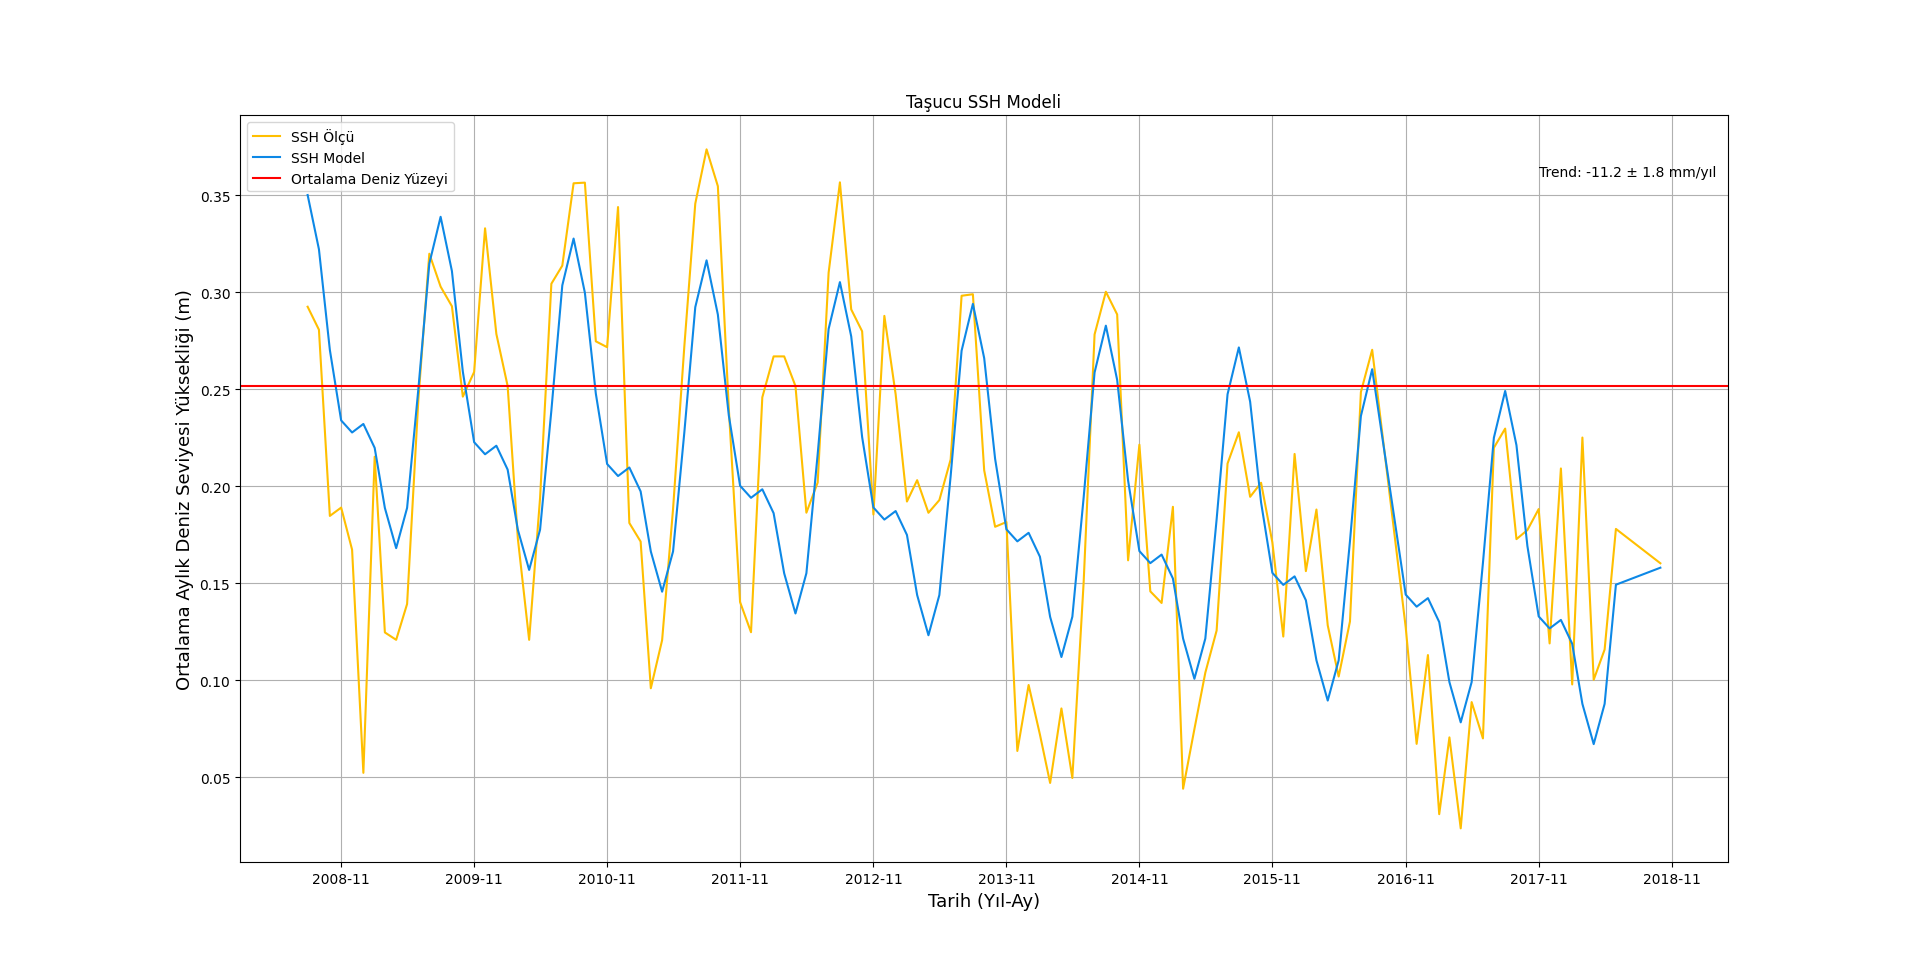 Taşucu SSH Modeli
SSH Ölçü
SSH Model
Ortalama Deniz Yüzeyi
Trend: -11.2 ± 1.8 mm/yıl
Ortalama Aylık Deniz Seviyesi Yüksekliği (m)
0.35
0.30
0.25
0.20
0.15
0.10
0.05
2008-11 2009-11 2010-11 2011-11 2012-11 2013-11 2014-11 2015-11 2016-11 2017-11 2018-11
Tarih (Yıl-Ay)